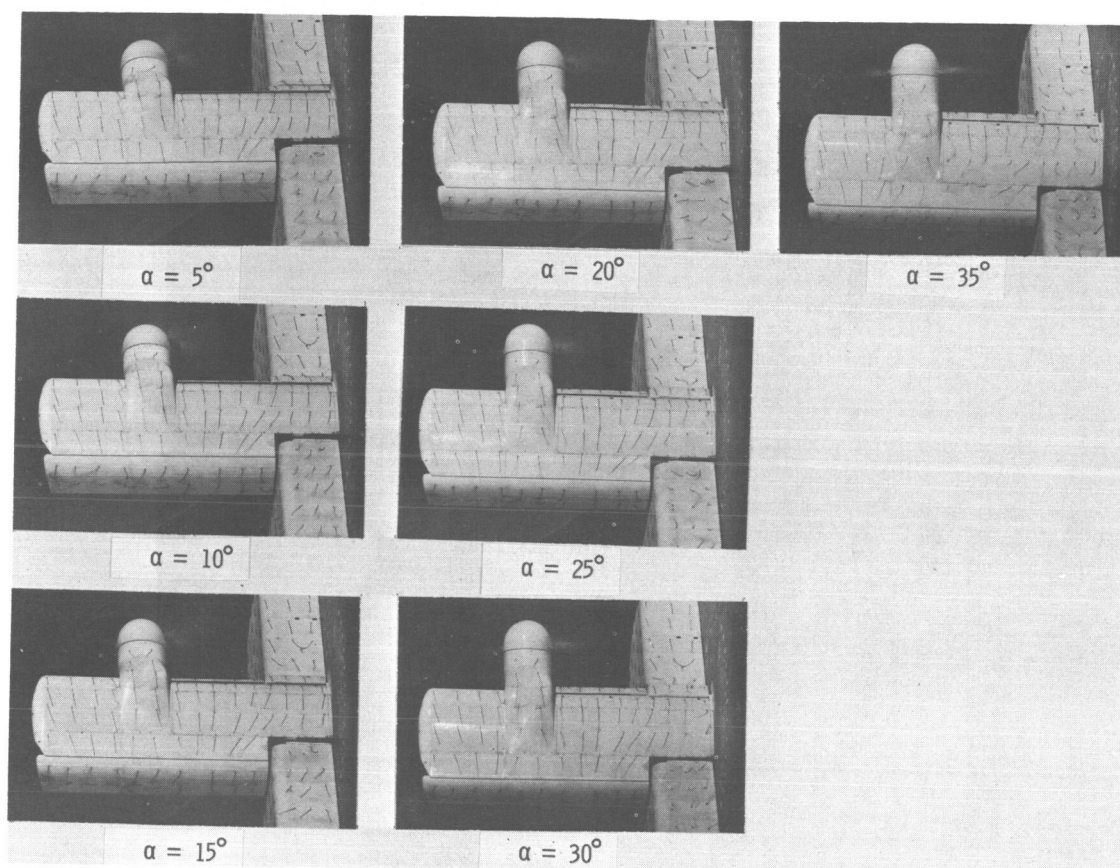 α = 5°
α = 20°
α = 35°
α = 10°
α = 25°
α = 15°
α = 30°